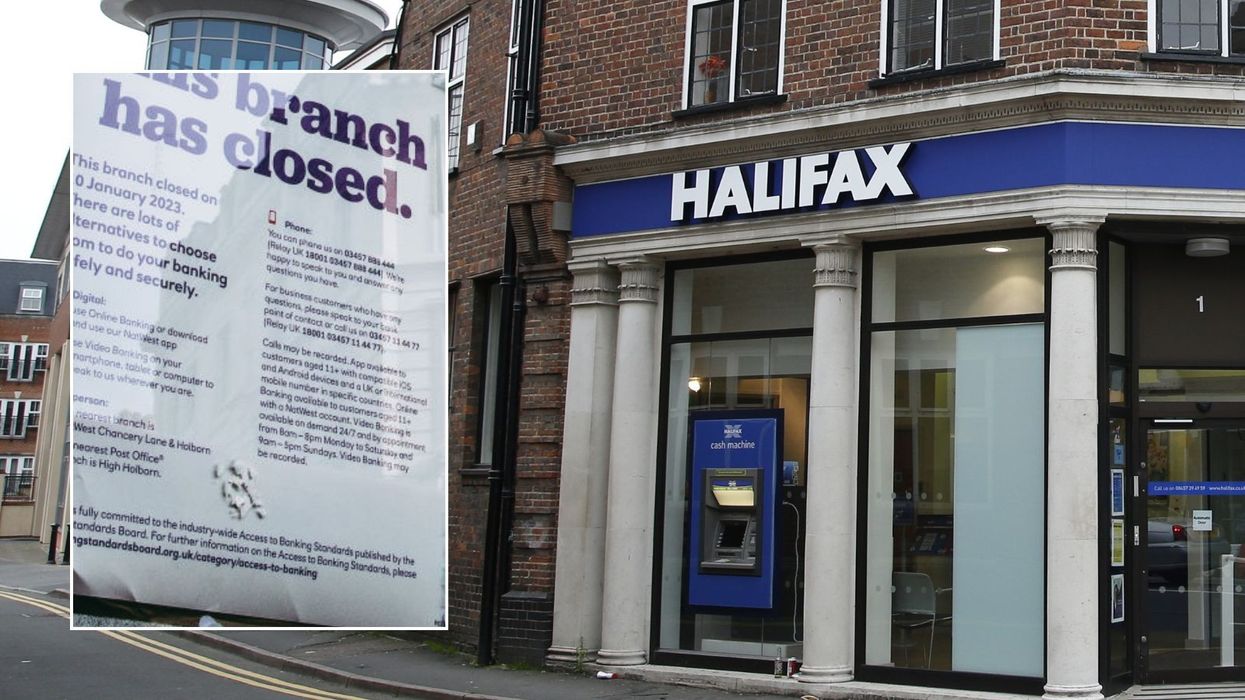 branch
has closed.
This branch closed on
0 January 2023.
here are lots of
lternatives to choose
om to do your banking
fely and securely.
Digital:
use Online Banking or download
and use our NatWest app
se Video Banking on your
martphone, tablet or computer to
eak to us wherever you are.
person:
nearest branch is
West Chancery Lane & Holborn
nearest Post Office®
ch is High Holborn.
Phone:
You can phone us on 03457 888 444
(Relay UK 18001 03457 888 444). We're
happy to speak to you and answer any
questions you have.
For business customers who have any
questions, please speak to your bank
point of contact or call us on 03457 11 44 77
(Relay UK 18001 03457 11 44 77).
Calls may be recorded. App available to
customers aged 11+ with compatible iOS
and Android devices and a UK or International
mobile number in specific countries. Online
Banking available to customers aged 11+
with a NatWest account. Video Banking is
available on demand 24/7 and by appointment
from 8am – 8pm Monday to Saturday and
9am – 5pm Sundays. Video Banking may
be recorded.
s fully committed to the industry-wide Access to Banking Standards published by the
tandards Board. For further information on the Access to Banking Standards, please
ngstandardsboard.org.uk/category/access-to-banking
HALIFAX
HALIFAX
cash machine
1
Automatic
Door